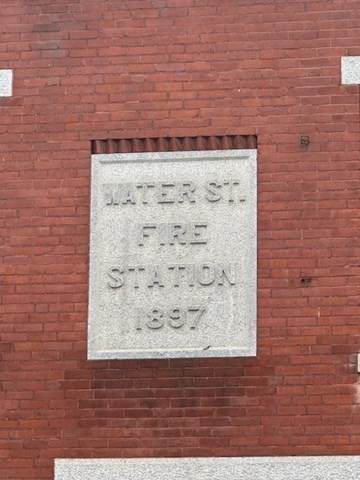 WATER ST.
FIRE
STATION
1897